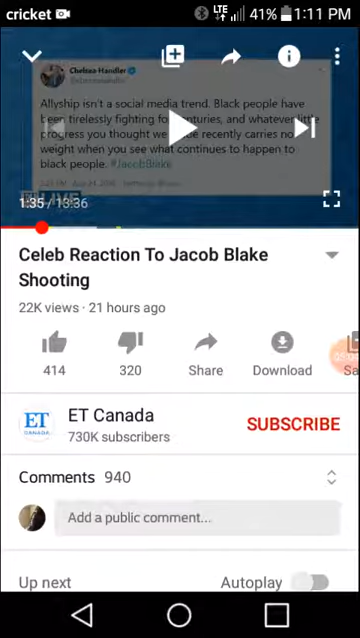 cricket LTE 41% 1:11 PM
Chelsea Handler
Allyship isn't a social media trend. Black people have
been tirelessly fighting for centuries, and whatever little
progress you thought we made recently carries no
weight when you see what continues to happen to
black people. #JacobBlake
LIVE
1:35 / 13:36
Celeb Reaction To Jacob Blake
Shooting
22K views · 21 hours ago
414 320 Share Download Sa
ET
CANADA
ET Canada
730K subscribers
SUBSCRIBE
Comments 940
Add a public comment...
Up next Autoplay